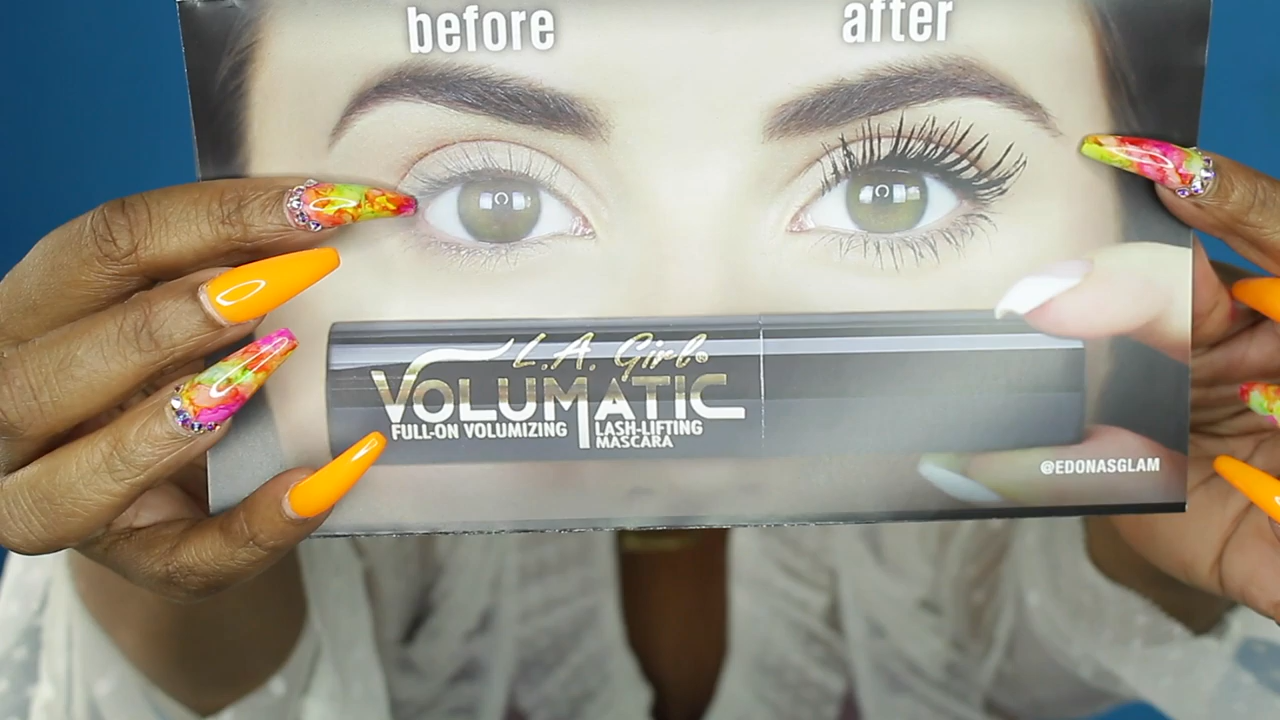 before
after
L.A. Girl®
VOLUMATIC
FULL-ON VOLUMIZING
LASH-LIFTING
MASCARA
@EDONASGLAM